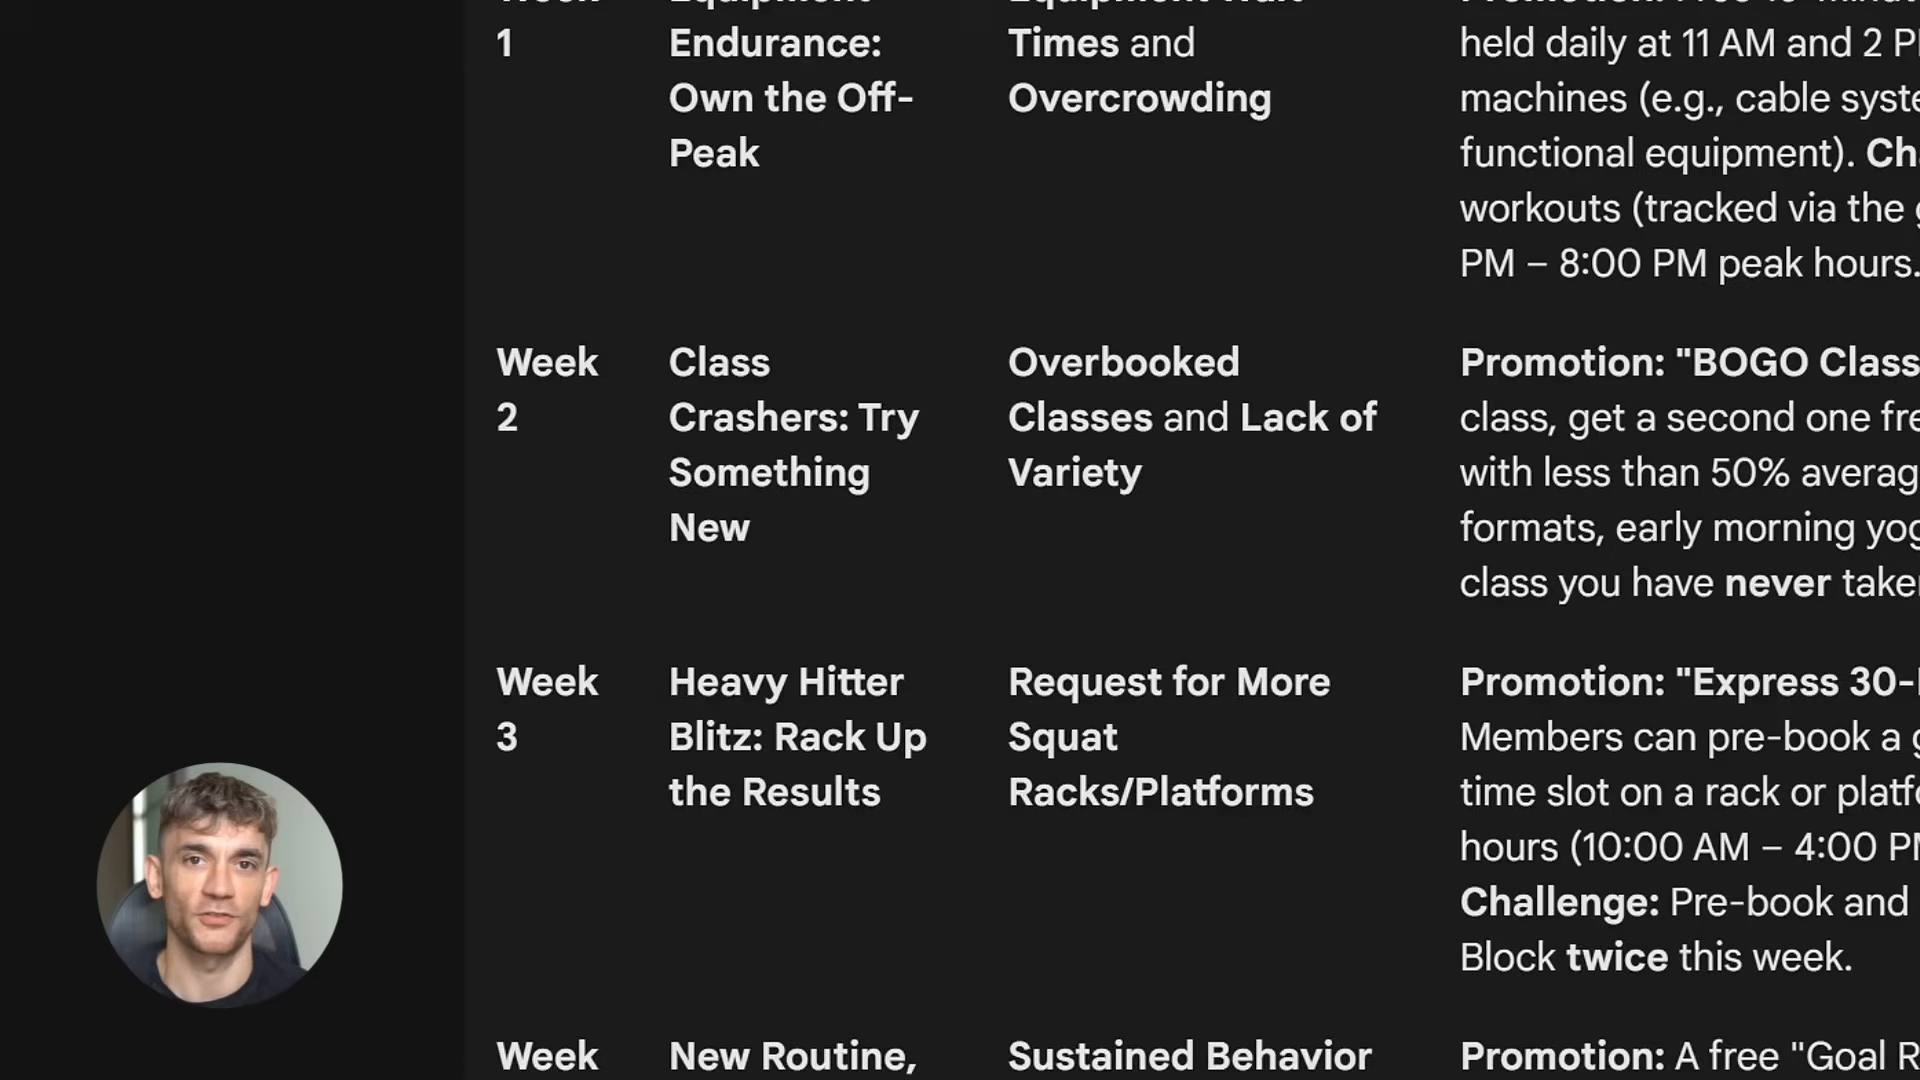 1
Endurance:
Own the Off-
Peak
Times and
Overcrowding
held daily at 11 AM and 2
machines (e.g., cable
functional equipment).
workouts (tracked via the
PM – 8:00 PM peak hours.
Week
2
Class
Crashers: Try
Something
New
Overbooked
Classes and Lack of
Variety
Promotion: "BOGO Class
class, get a second one
with less than 50%
formats, early morning
class you have never
Week
3
Heavy Hitter
Blitz: Rack Up
the Results
Request for More
Squat
Racks/Platforms
Promotion: "Express 30-
Members can pre-book a
time slot on a rack or
hours (10:00 AM – 4:00
Challenge: Pre-book and
Block twice this week.
Week
New Routine,
Sustained Behavior
Promotion: A free "Goal